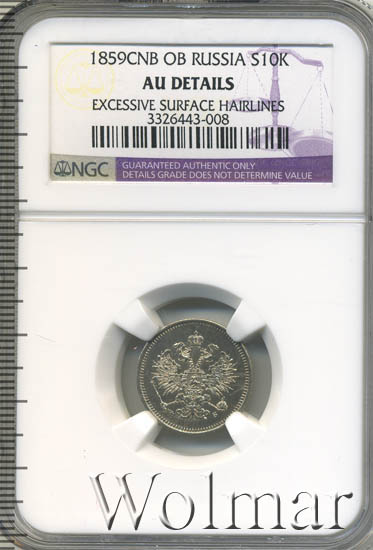 1859CNB OB RUSSIA S10K
AU DETAILS
EXCESSIVE SURFACE HAIRLINES
3326443-008
NGC
GUARANTEED AUTHENTIC ONLY
DETAILS GRADE DOES NOT DETERMINE VALUE
Wolmar